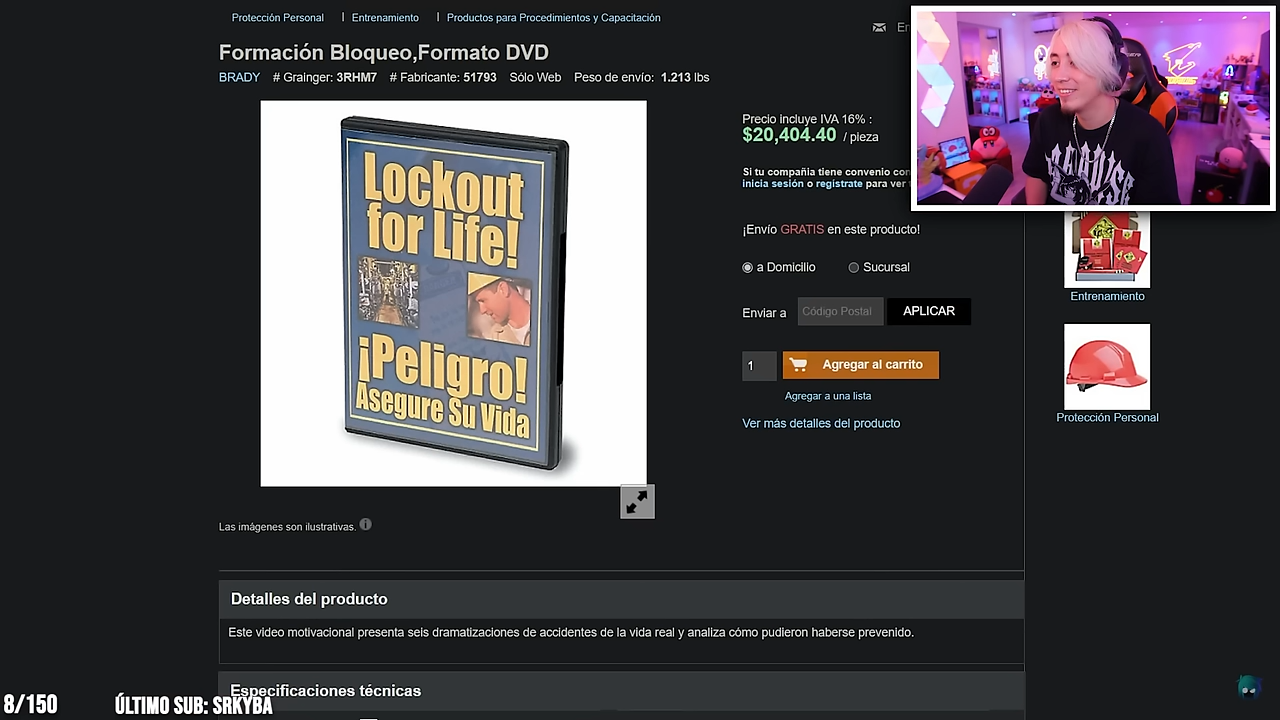 Protección Personal | Entrenamiento | Productos para Procedimientos y Capacitación
En
Formación Bloqueo,Formato DVD
BRADY # Grainger: 3RHM7 # Fabricante: 51793 Sólo Web Peso de envío: 1.213 lbs
Lockout
for Life!
¡Peligro!
Asegure Su Vida
Precio incluye IVA 16% :
$20,404.40 / pieza
Si tu compañia tiene convenio con
inicia sesión o regístrate para ver
¡Envío GRATIS en este producto!
a Domicilio Sucursal
Enviar a Código Postal APLICAR
1 Agregar al carrito
Agregar a una lista
Ver más detalles del producto
Entrenamiento
Protección Personal
Las imágenes son ilustrativas.
Detalles del producto
Este video motivacional presenta seis dramatizaciones de accidentes de la vida real y analiza cómo pudieron haberse prevenido.
Especificaciones técnicas
8/150 ÚLTIMO SUB: SRKYBA